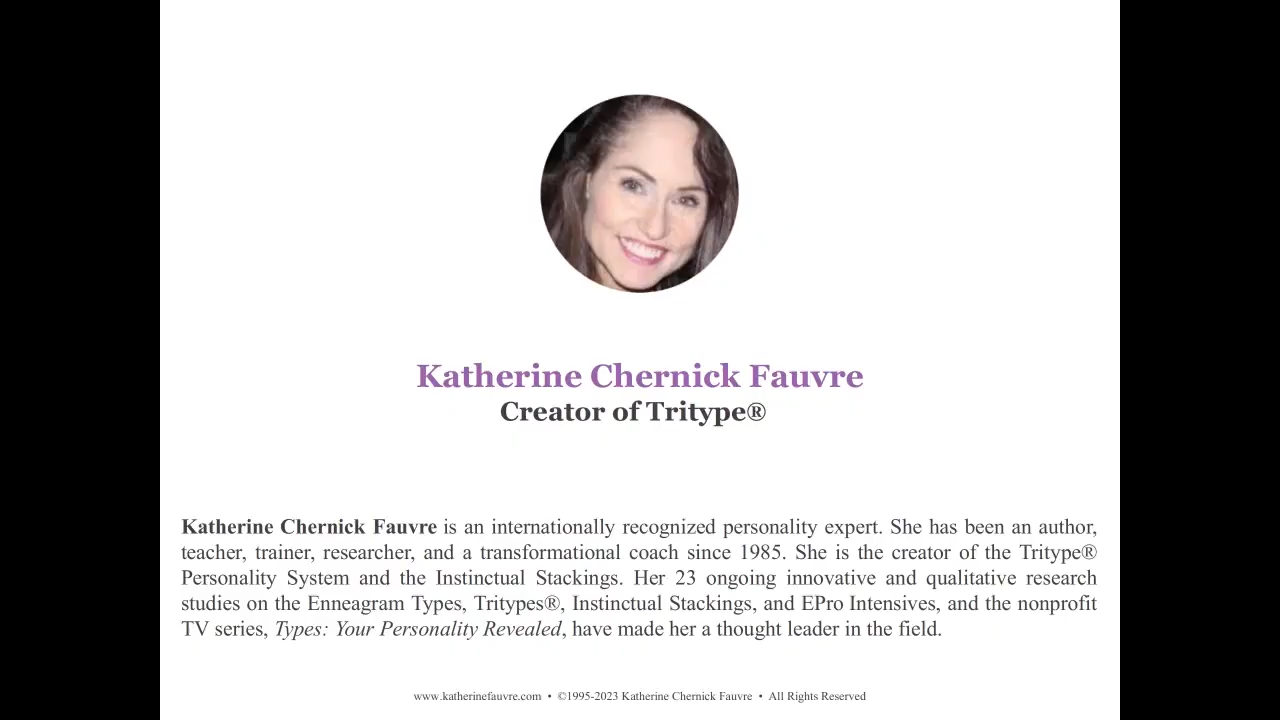 Katherine Chernick Fauvre
Creator of Tritype®
Katherine Chernick Fauvre is an internationally recognized personality expert. She has been an author,
teacher, trainer, researcher, and a transformational coach since 1985. She is the creator of the Tritype®
Personality System and the Instinctual Stackings. Her 23 ongoing innovative and qualitative research
studies on the Enneagram Types, Tritypes®, Instinctual Stackings, and EPro Intensives, and the nonprofit
TV series, Types: Your Personality Revealed, have made her a thought leader in the field.
www.katherinefauvre.com • ©1995-2023 Katherine Chernick Fauvre • All Rights Reserved